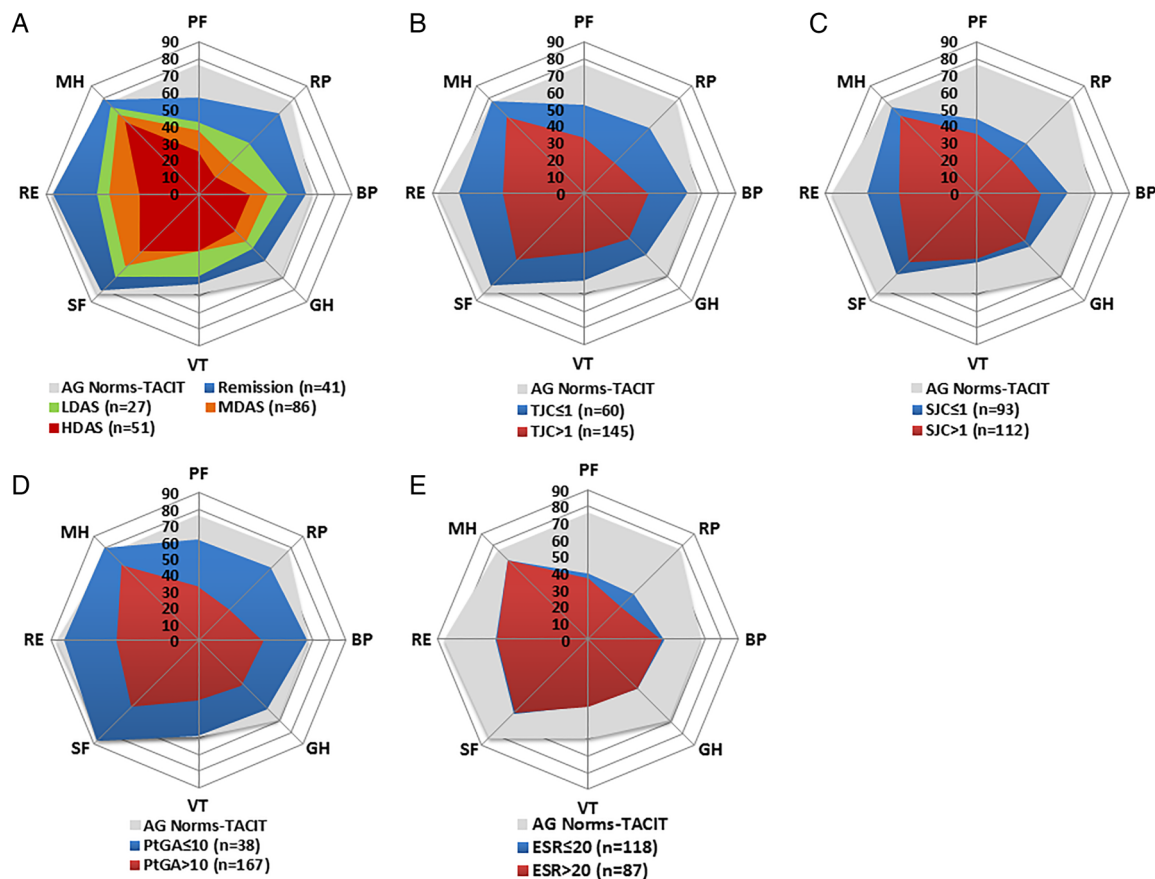 A
PF
90
80
70
60
50
40
30
20
10
0
MH
RP
RE
BP
SF
GH
VT
AG Norms-TACIT
Remission (n=41)
LDAS (n=27)
MDAS (n=86)
HDAS (n=51)
B
PF
90
80
70
60
50
40
30
20
10
0
MH
RP
RE
BP
SF
GH
VT
AG Norms-TACIT
TJC≤1 (n=60)
TJC>1 (n=145)
C
PF
90
80
70
60
50
40
30
20
10
0
MH
RP
RE
BP
SF
GH
VT
AG Norms-TACIT
SJC≤1 (n=93)
SJC>1 (n=112)
D
PF
90
80
70
60
50
40
30
20
10
0
MH
RP
RE
BP
SF
GH
VT
AG Norms-TACIT
PtGA≤10 (n=38)
PtGA>10 (n=167)
E
PF
90
80
70
60
50
40
30
20
10
0
MH
RP
RE
BP
SF
GH
VT
AG Norms-TACIT
ESR≤20 (n=118)
ESR>20 (n=87)